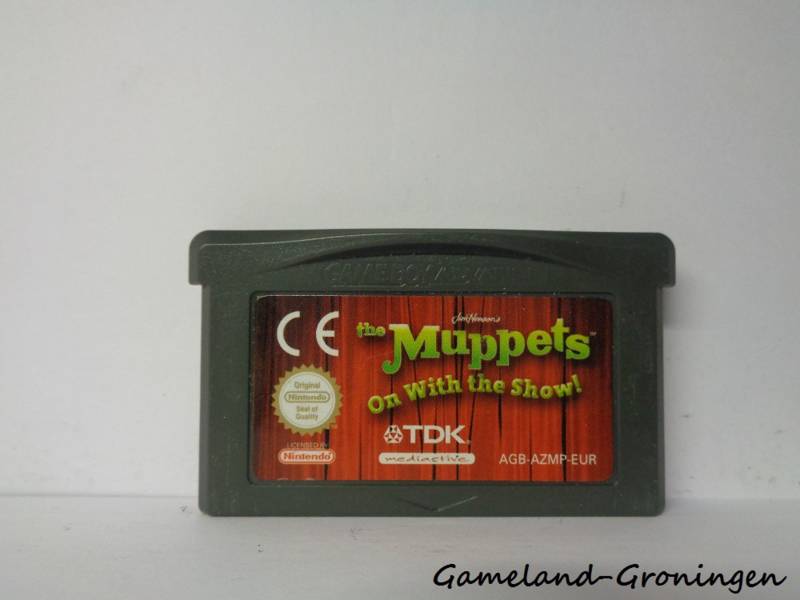 GAME BOY ADVANCE
CE
Jim Henson's
the Muppets™
On With the Show!
Original
Nintendo
Seal of
Quality
LICENSED BY
Nintendo
TDK
mediactive
AGB-AZMP-EUR
Gameland-Groningen